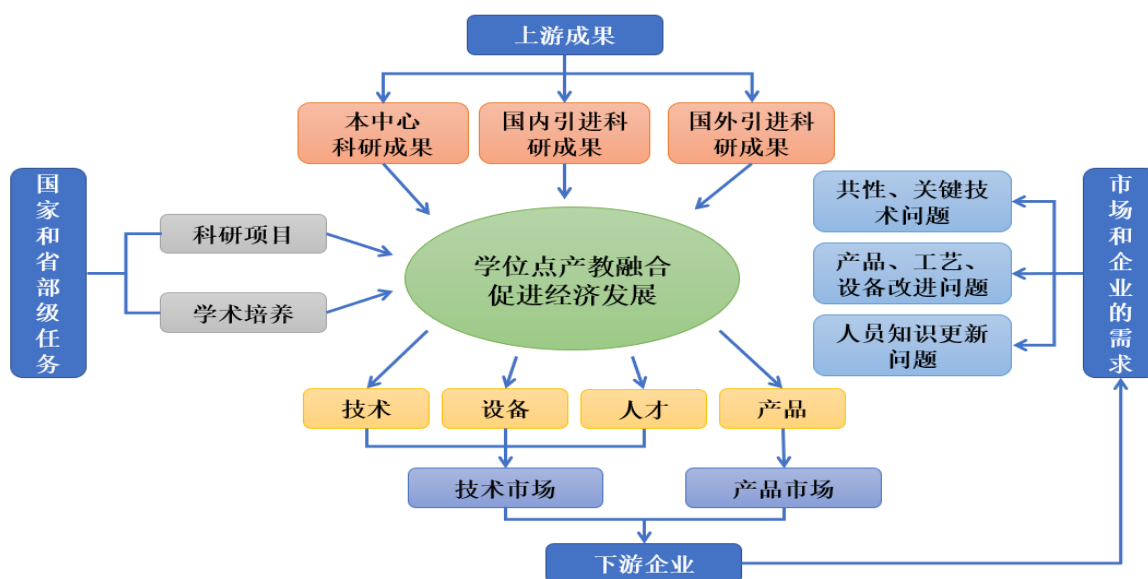 上游成果
本中心
科研成果
国内引进科
研成果
国外引进科
研成果
国家和省部级任务
科研项目
学术培养
学位点产教融合
促进经济发展
共性、关键技
术问题
产品、工艺、
设备改进问题
人员知识更新
问题
市场和企业的需求
技术
设备
人才
产品
技术市场
产品市场
下游企业